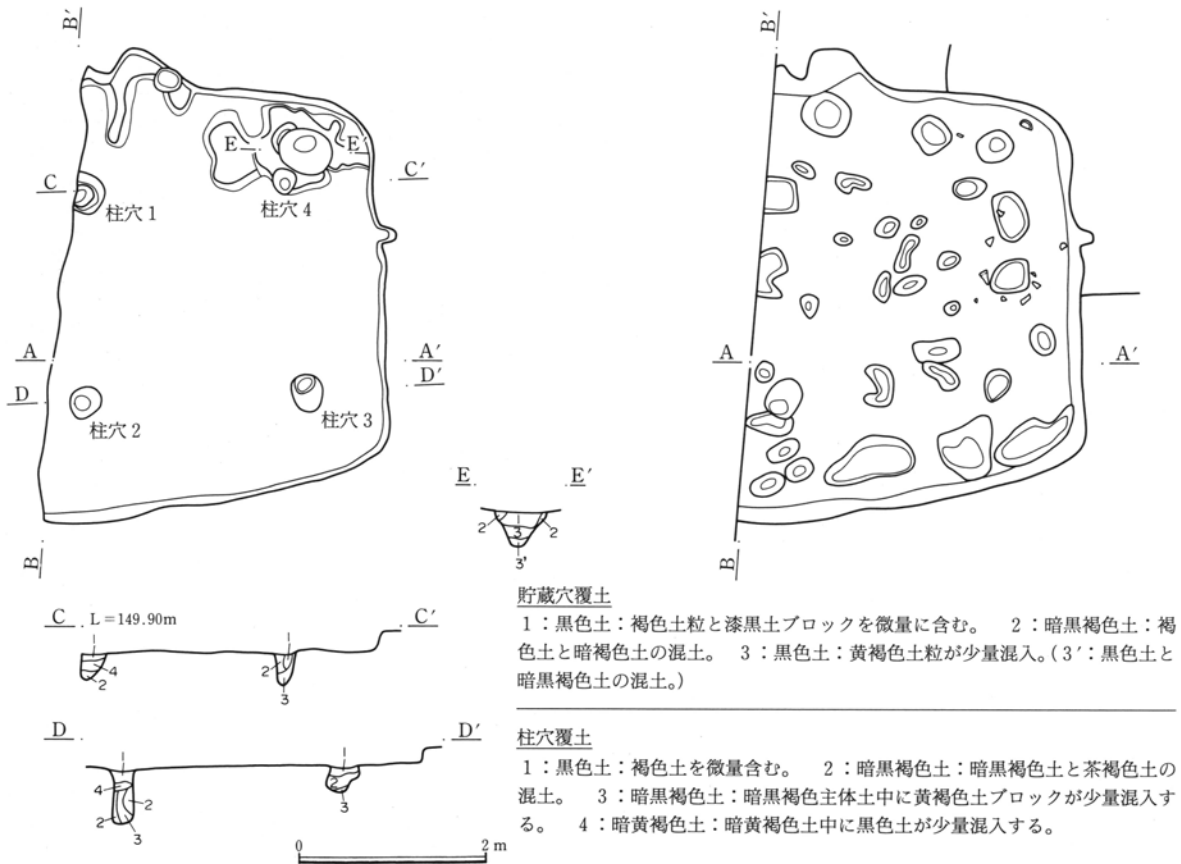 B′
E
E′
C
C′
柱穴 1
柱穴 4
A
A′
D
D′
柱穴 2
柱穴 3
B
B′
A
A′
B
E
E′
2
3
2
3′
C
L＝149.90m
C′
4
2
2
3
D
D′
4
2
2
3
2
3
0
2 m
貯蔵穴覆土
1：黒色土：褐色土粒と漆黒土ブロックを微量に含む。　2：暗黒褐色土：褐
色土と暗褐色土の混土。　3：黒色土：黄褐色土粒が少量混入。(3′：黒色土と
暗黒褐色土の混土。)
柱穴覆土
1：黒色土：褐色土を微量含む。　2：暗黒褐色土：暗黒褐色土と茶褐色土の
混土。　3：暗黒褐色土：暗黒褐色主体土中に黄褐色土ブロックが少量混入す
る。　4：暗黄褐色土：暗黄褐色土中に黒色土が少量混入する。